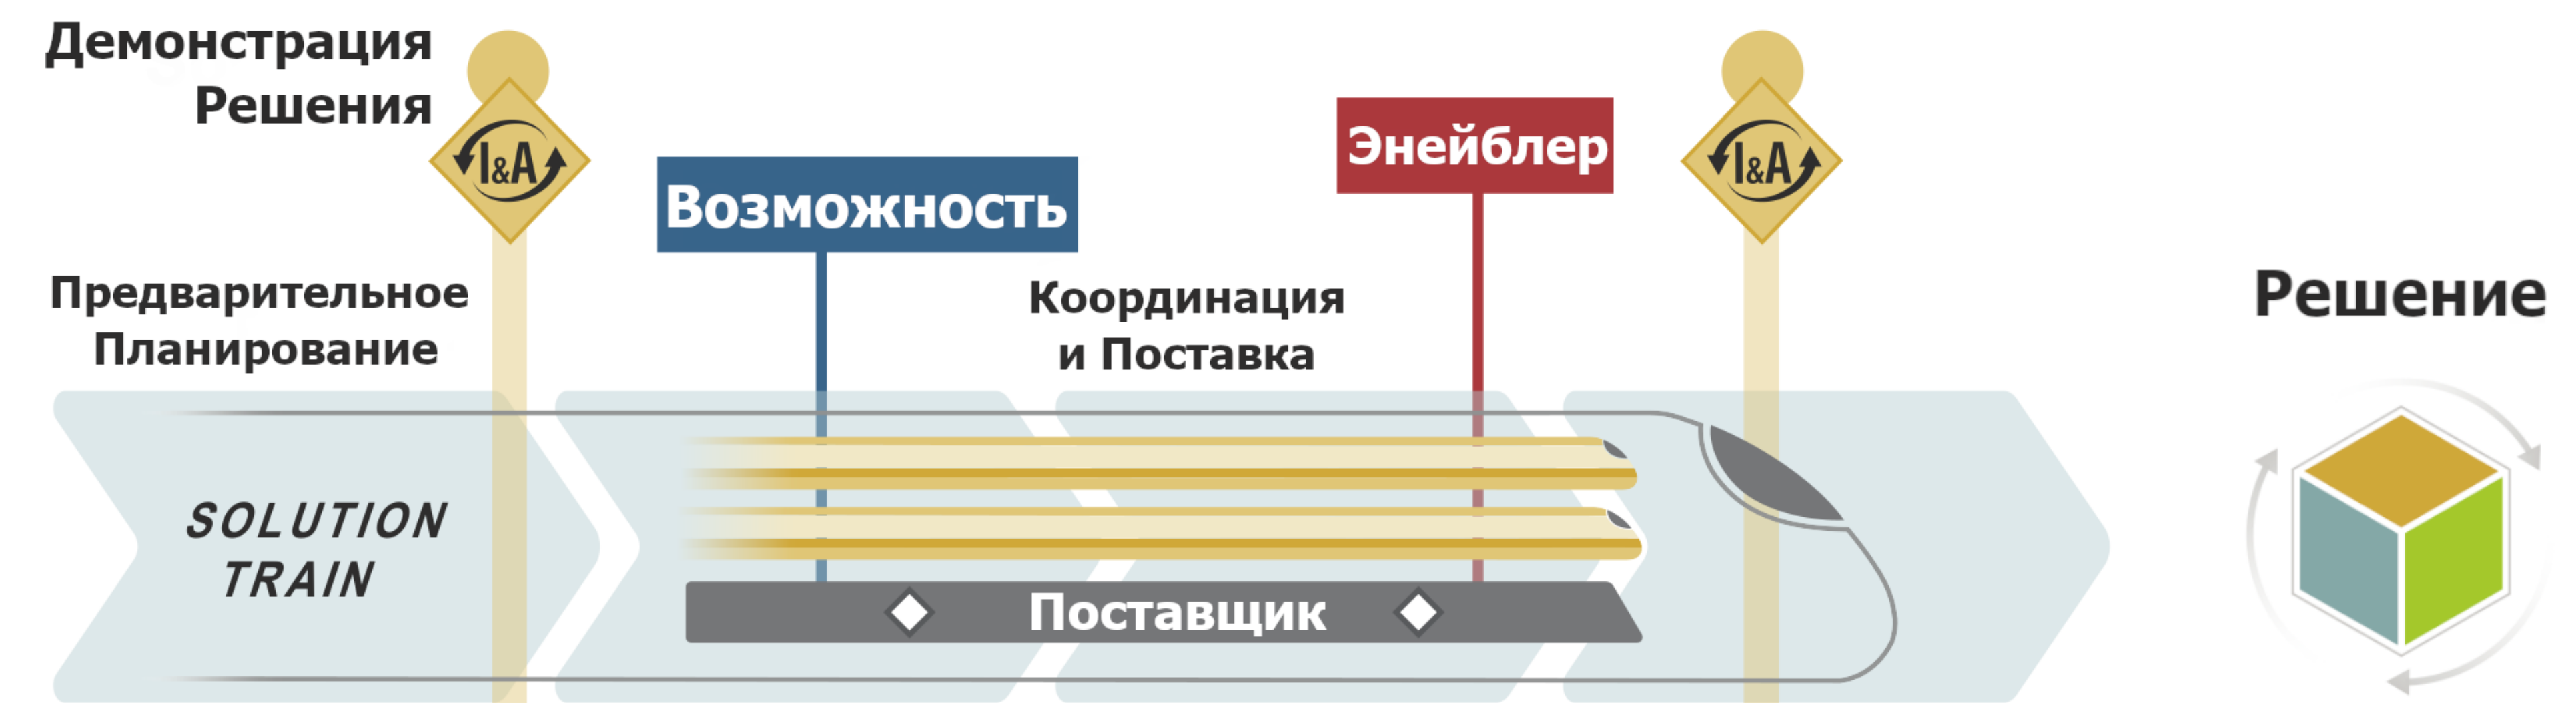 Демонстрация
Решения
I&A
Возможность
Энейблер
I&A
Предварительное
Планирование
Координация
и Поставка
Решение
SOLUTION
TRAIN
Поставщик